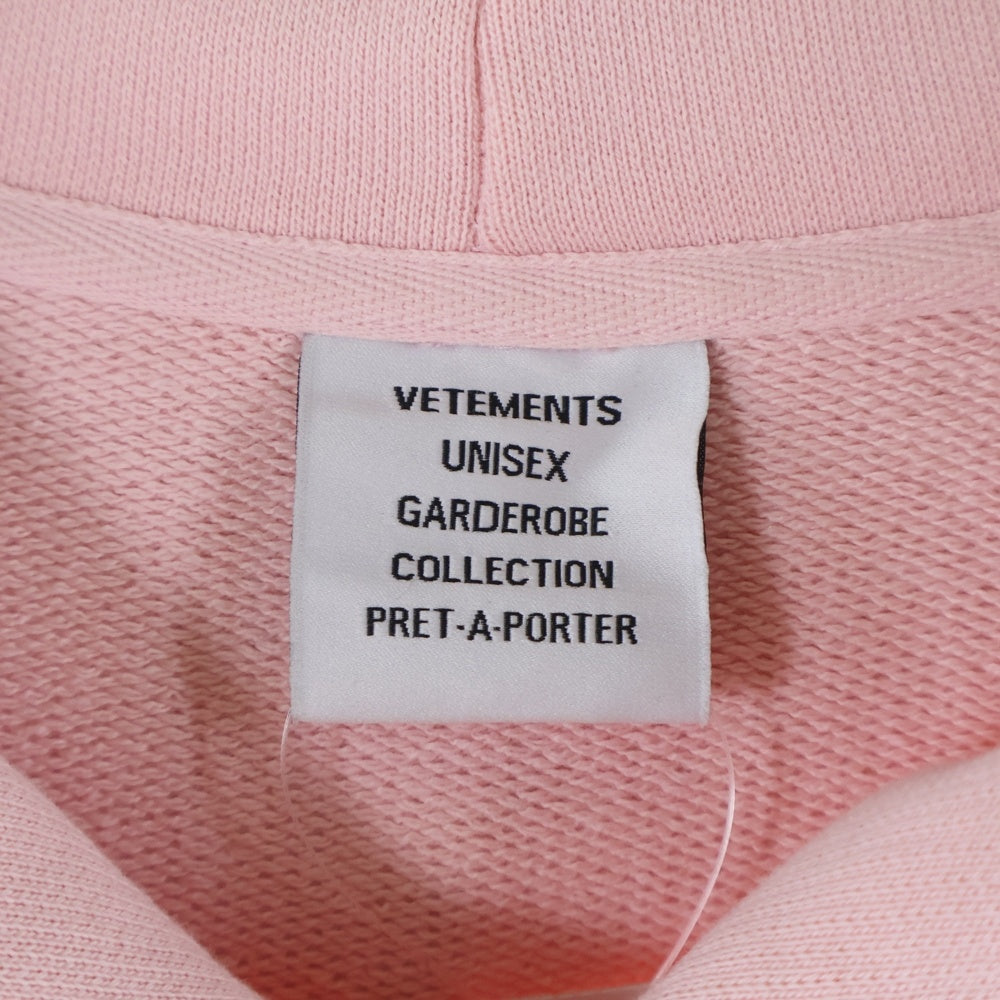 VETEMENTS
UNISEX
GARDEROBE
COLLECTION
PRET-A-PORTER